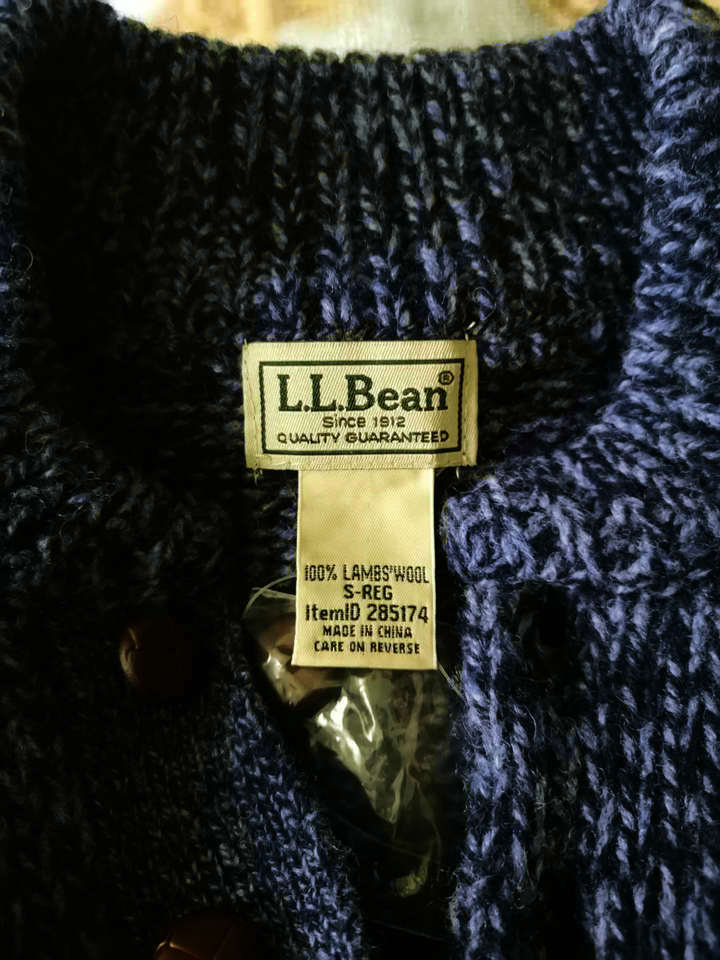 L.L.Bean®
Since 1912
QUALITY GUARANTEED
100% LAMBS'WOOL
S-REG
ItemID 285174
MADE IN CHINA
CARE ON REVERSE